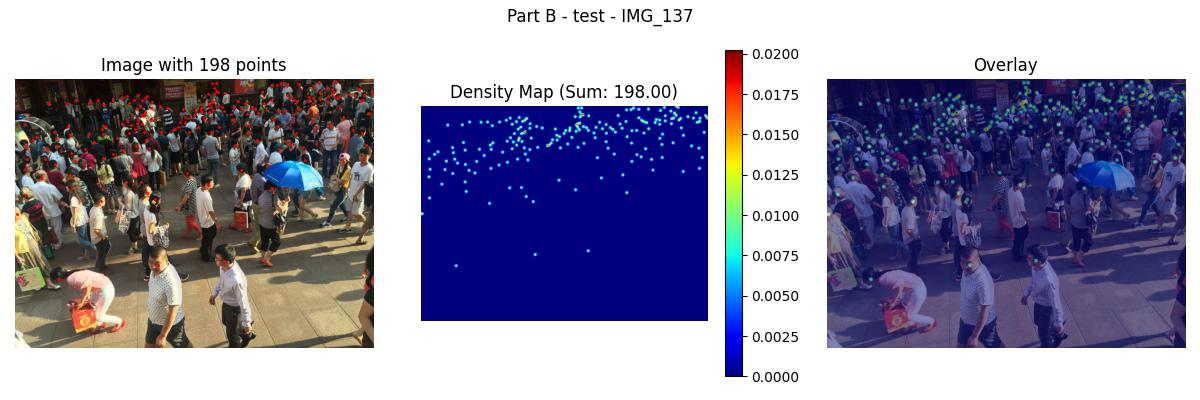 Part B - test - IMG_137
Image with 198 points
Density Map (Sum: 198.00)
Overlay
0.0200
0.0175
0.0150
0.0125
0.0100
0.0075
0.0050
0.0025
0.0000